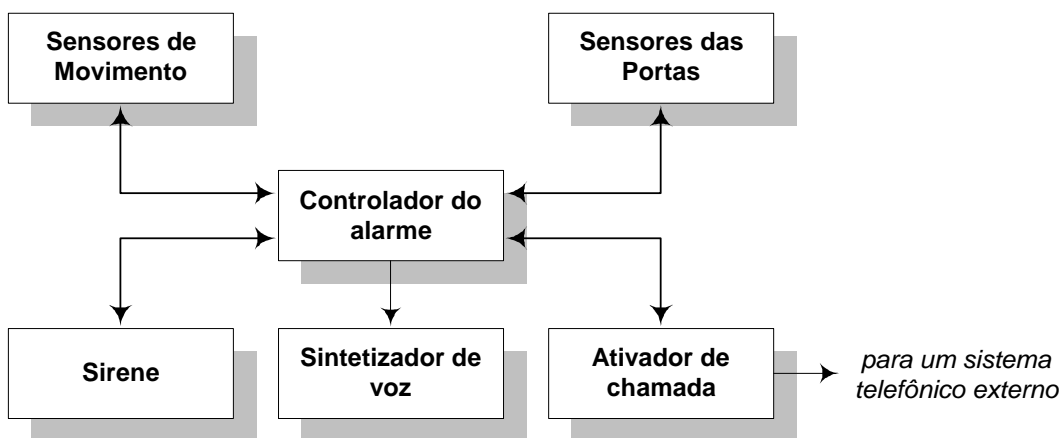 Sensores de
Movimento
Sensores das
Portas
Controlador do
alarme
Sirene
Sintetizador de
voz
Ativador de
chamada
para um sistema
telefônico externo